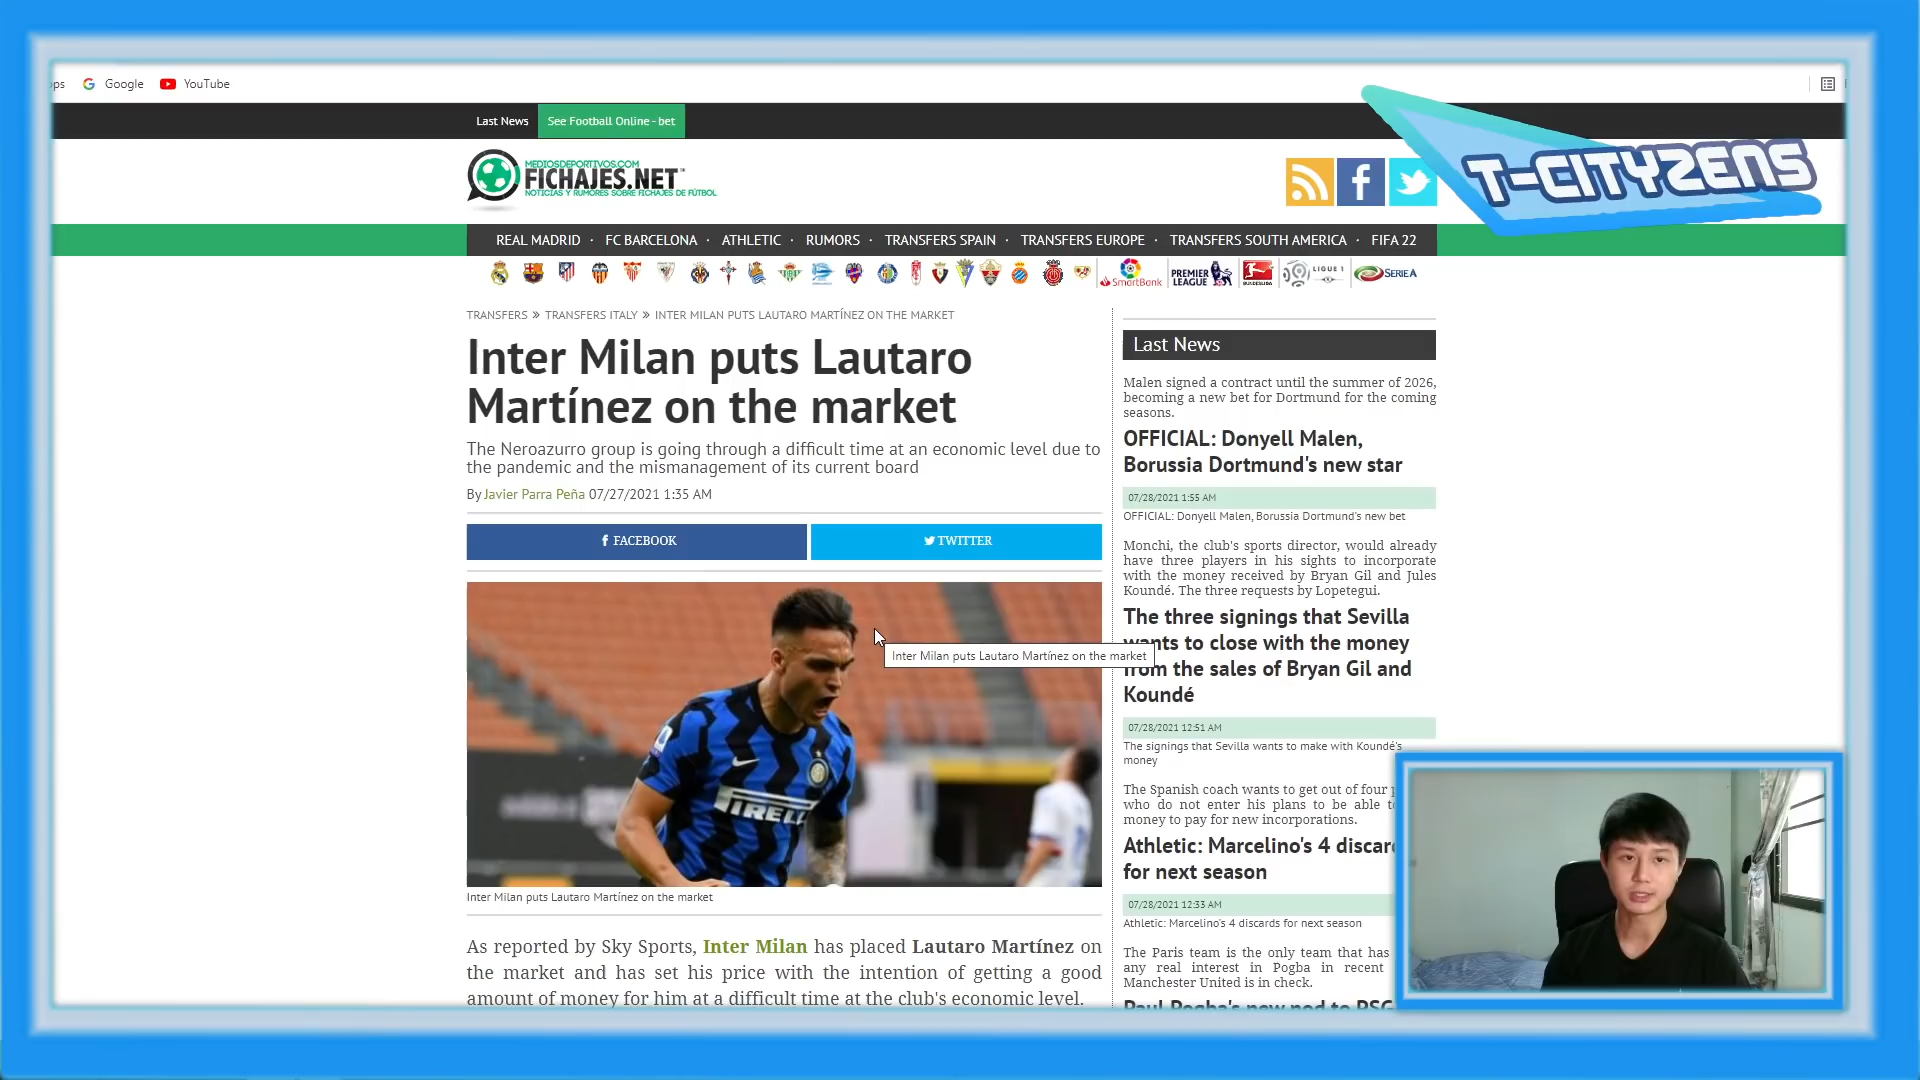 Google
YouTube
Last News
See Football Online - bet
MEDIOSDEPORTIVOS.COM
FICHAJES.NET
NOTICIAS Y RUMORES SOBRE FICHAJES DE FÚTBOL
T-CITYZENS
REAL MADRID · FC BARCELONA · ATHLETIC · RUMORS · TRANSFERS SPAIN · TRANSFERS EUROPE · TRANSFERS SOUTH AMERICA · FIFA 22
SmartBank
PREMIER LEAGUE
BUNDESLIGA
LIGUE 1
SERIE A
TRANSFERS » TRANSFERS ITALY » INTER MILAN PUTS LAUTARO MARTÍNEZ ON THE MARKET
Inter Milan puts Lautaro
Martínez on the market
The Neroazurro group is going through a difficult time at an economic level due to
the pandemic and the mismanagement of its current board
By Javier Parra Peña 07/27/2021 1:35 AM
FACEBOOK
TWITTER
Inter Milan puts Lautaro Martínez on the market
PIRELLI
Inter Milan puts Lautaro Martínez on the market
As reported by Sky Sports, Inter Milan has placed Lautaro Martínez on
the market and has set his price with the intention of getting a good
amount of money for him at a difficult time at the club's economic level.
Last News
Malen signed a contract until the summer of 2026,
becoming a new bet for Dortmund for the coming
seasons.
OFFICIAL: Donyell Malen,
Borussia Dortmund's new star
07/28/2021 1:55 AM
OFFICIAL: Donyell Malen, Borussia Dortmund's new bet
Monchi, the club's sports director, would already
have three players in his sights to incorporate
with the money received by Bryan Gil and Jules
Koundé. The three requests by Lopetegui.
The three signings that Sevilla
wants to close with the money
from the sales of Bryan Gil and
Koundé
07/28/2021 12:51 AM
The signings that Sevilla wants to make with Koundé's
money
The Spanish coach wants to get out of four
who do not enter his plans to be able
money to pay for new incorporations.
Athletic: Marcelino's 4 discar
for next season
07/28/2021 12:33 AM
Athletic: Marcelino's 4 discards for next season
The Paris team is the only team that has
any real interest in Pogba in recent
Manchester United is in check.
Paul Pogba's new nod to PSG